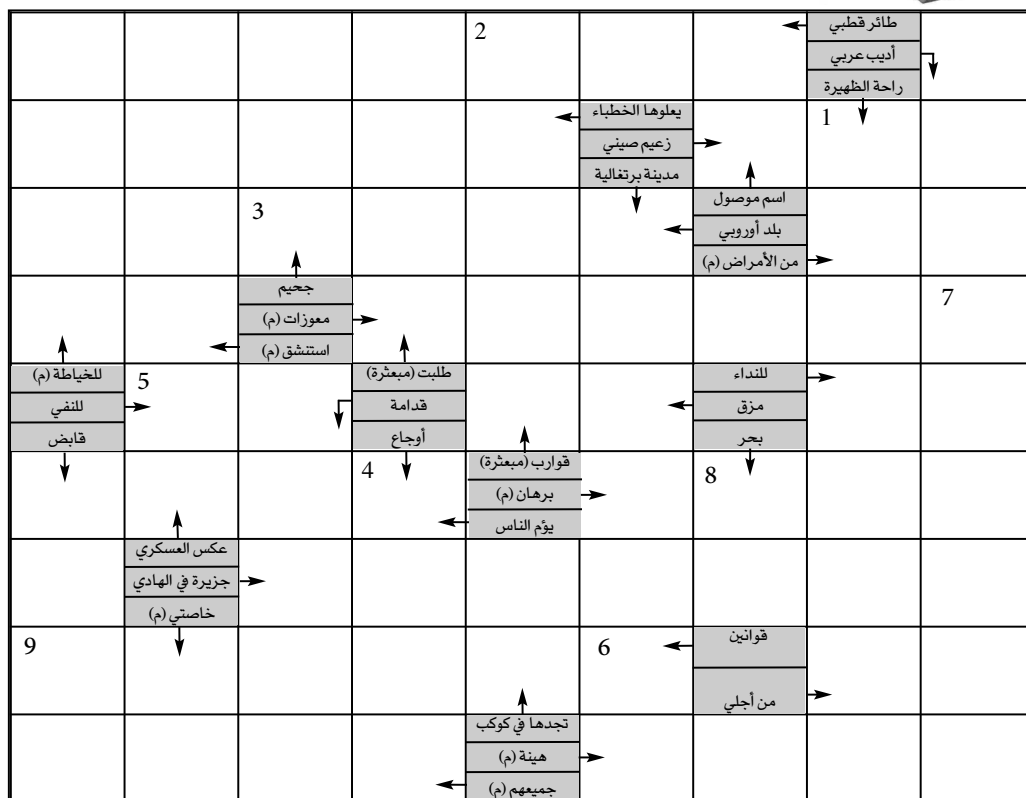 2
طائر قطبي
أديب عربي
راحة الظهيرة
1
يعلوها الخطباء
زعيم صيني
مدينة برتغالية
اسم موصول
بلد أوروبي
من الأمراض (م)
3
7
جحيم
معوزات (م)
استنشق (م)
للنداء
مزق
بحر
طلبت (مبعثرة)
قدامة
أوجاع
5
للخياطة (م)
للنفي
قابض
8
قوارب (مبعثرة)
برهان (م)
يؤم الناس
4
عكس العسكري
جزيرة في الهادي
خاصتي (م)
قوانين
من أجلي
6
9
تجدها في كوكب
هينة (م)
جميعهم (م)